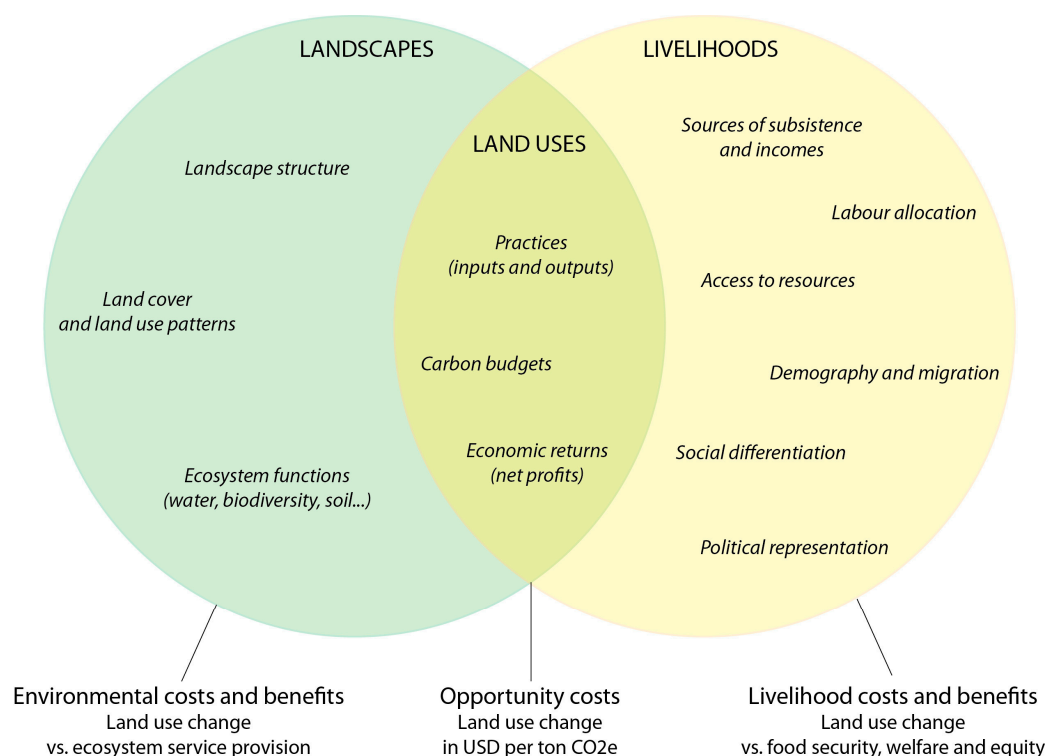 LANDSCAPES
Landscape structure
Land cover
and land use patterns
Ecosystem functions
(water, biodiversity, soil...)
LAND USES
Practices
(inputs and outputs)
Carbon budgets
Economic returns
(net profits)
LIVELIHOODS
Sources of subsistence
and incomes
Labour allocation
Access to resources
Demography and migration
Social differentiation
Political representation
Environmental costs and benefits
Land use change
vs. ecosystem service provision
Opportunity costs
Land use change
in USD per ton CO2e
Livelihood costs and benefits
Land use change
vs. food security, welfare and equity